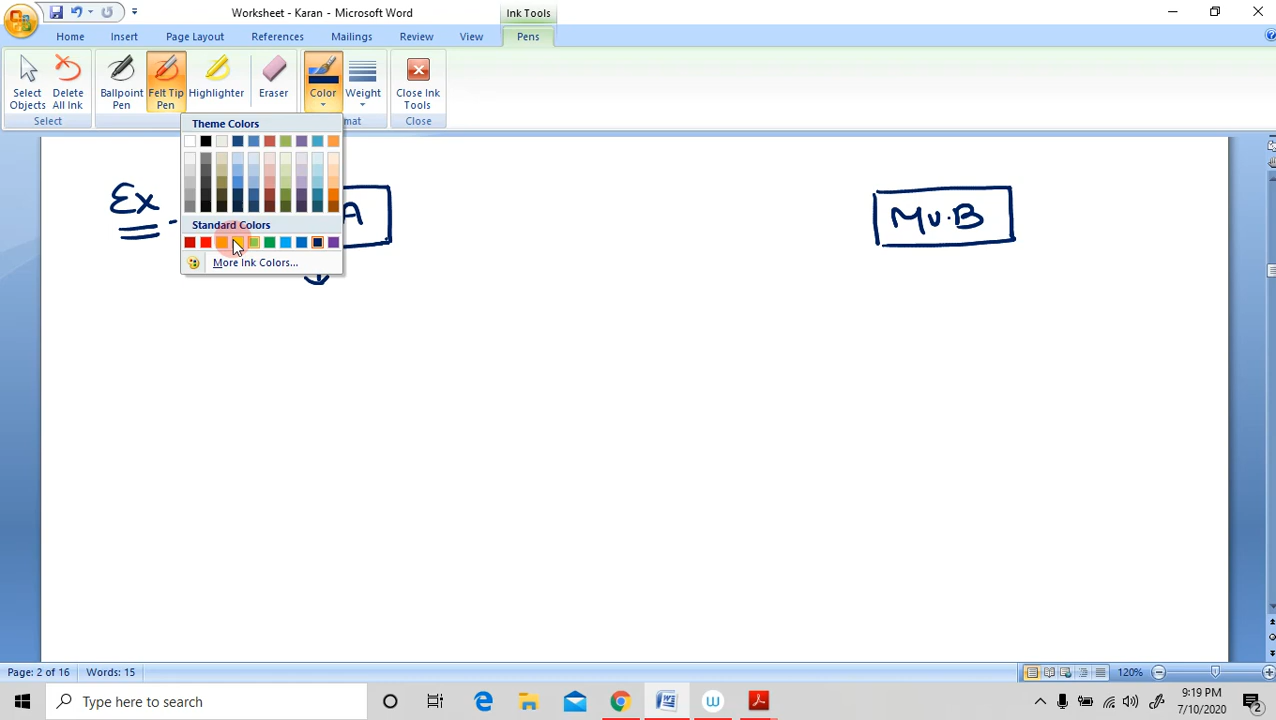 Worksheet - Karan - Microsoft Word
Ink Tools
Home Insert Page Layout References Mailings Review View Pens
Select Objects
Delete All Ink
Ballpoint Pen
Felt Tip Pen
Highlighter
Eraser
Color
Weight
Close Ink Tools
Select
mat
Close
Theme Colors
Standard Colors
More Ink Colors...
Ex -
A
Mv.B
Page: 2 of 16 Words: 15
120%
Type here to search
9:19 PM
7/10/2020
2